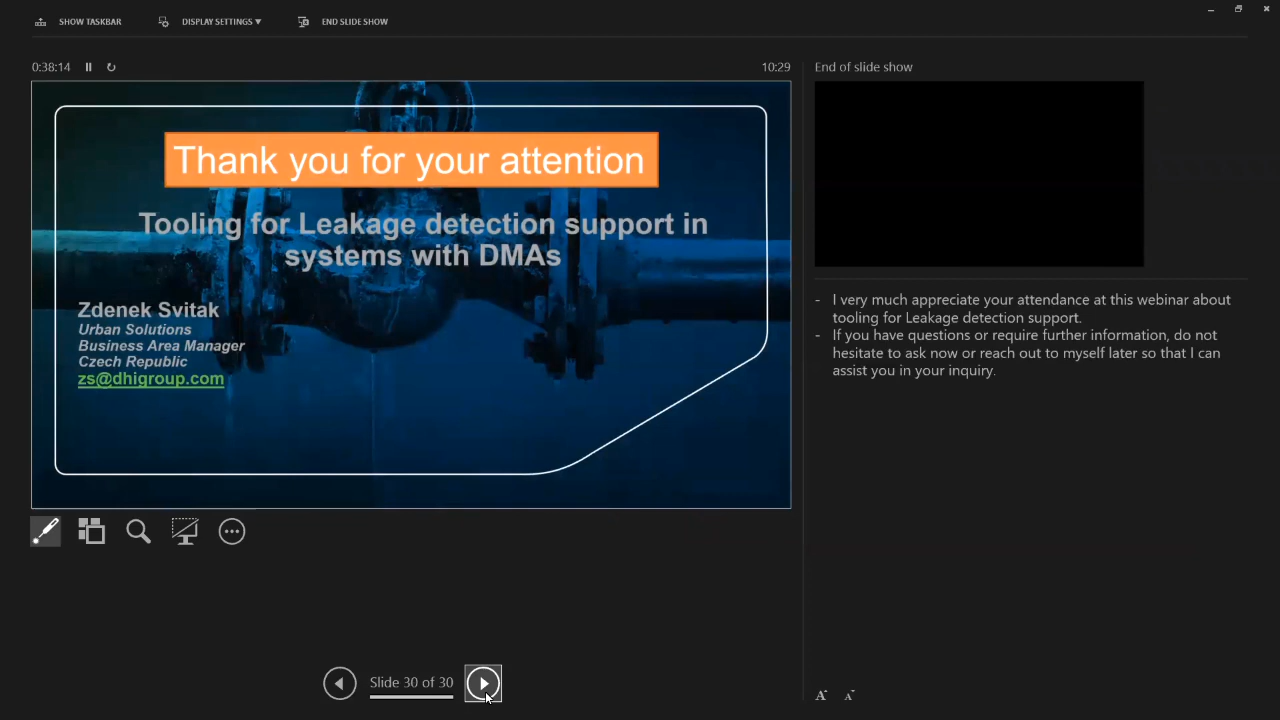 SHOW TASKBAR
DISPLAY SETTINGS ▼
END SLIDE SHOW
0:38:14
10:29
End of slide show
Thank you for your attention
Tooling for Leakage detection support in
systems with DMAs
Zdenek Svitak
Urban Solutions
Business Area Manager
Czech Republic
zs@dhigroup.com
- I very much appreciate your attendance at this webinar about
tooling for Leakage detection support.
- If you have questions or require further information, do not
hesitate to ask now or reach out to myself later so that I can
assist you in your inquiry.
Slide 30 of 30
A A